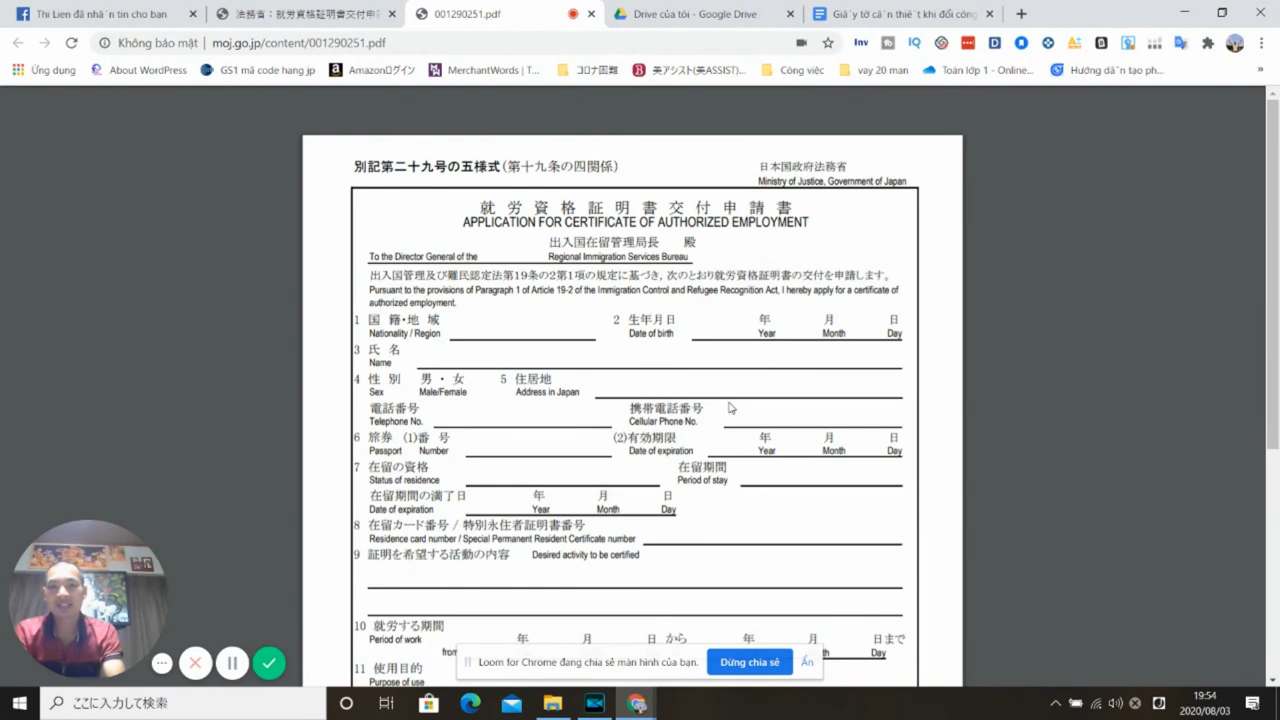 Thi Lien đã nhắn tin cho bạn
法務省：就労資格証明書交付申請
001290251.pdf
Drive của tôi - Google Drive
Giấy tờ cần thiết khi đổi công
Không bảo mật
moj.go.jp/content/001290251.pdf
Inv
IQ
Ứng dụng
About WordPress
GS1 mã code hang jp
Amazonログイン
MerchantWords | T...
コロナ困難
美アシスト(美ASSIST)...
Công việc
vay 20 man
Toán lớp 1 - Online...
Hướng dẫn tạo ph...
別記第二十九号の五様式(第十九条の四関係)
日本国政府法務省
Ministry of Justice, Government of Japan
就労資格証明書交付申請書
APPLICATION FOR CERTIFICATE OF AUTHORIZED EMPLOYMENT
出入国在留管理局長 殿
To the Director General of the Regional Immigration Services Bureau
出入国管理及び難民認定法第19条の2第1項の規定に基づき，次のとおり就労資格証明書の交付を申請します。
Pursuant to the provisions of Paragraph 1 of Article 19-2 of the Immigration Control and Refugee Recognition Act, I hereby apply for a certificate of
authorized employment.
1 国 籍・地 域 2 生年月日 年 月 日
Nationality / Region Date of birth Year Month Day
3 氏 名
Name
4 性 別 男 ・ 女 5 住居地
Sex Male/Female Address in Japan
電話番号 携帯電話番号
Telephone No. Cellular Phone No.
6 旅券 (1)番 号 (2)有効期限 年 月 日
Passport Number Date of expiration Year Month Day
7 在留の資格 在留期間
Status of residence Period of stay
在留期間の満了日 年 月 日
Date of expiration Year Month Day
8 在留カード番号 / 特別永住者証明書番号
Residence card number / Special Permanent Resident Certificate number
9 証明を希望する活動の内容 Desired activity to be certified
10 就労する期間
Period of work 年 月 日 から 年 月 日まで
from
Day
11 使用目的
Purpose of use
Loom for Chrome đang chia sẻ màn hình của bạn.
Dừng chia sẻ
Ẩn
ここに入力して検索
19:54
2020/08/03